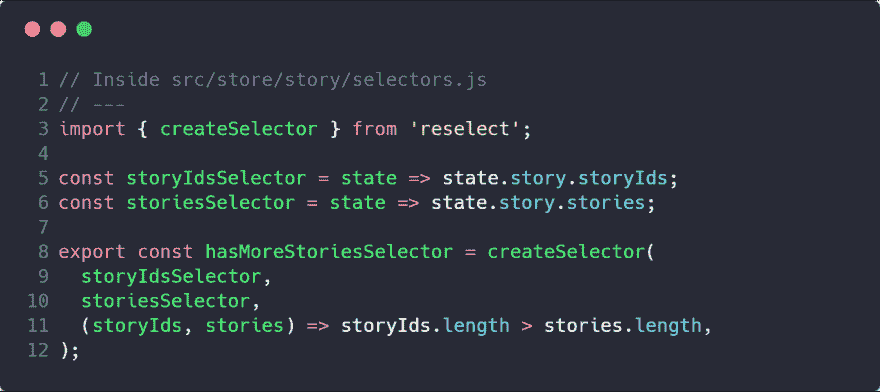 1 // Inside src/store/story/selectors.js
2 // ---
3 import { createSelector } from 'reselect';
4
5 const storyIdsSelector = state => state.story.storyIds;
6 const storiesSelector = state => state.story.stories;
7
8 export const hasMoreStoriesSelector = createSelector(
9   storyIdsSelector,
10   storiesSelector,
11   (storyIds, stories) => storyIds.length > stories.length,
12 );